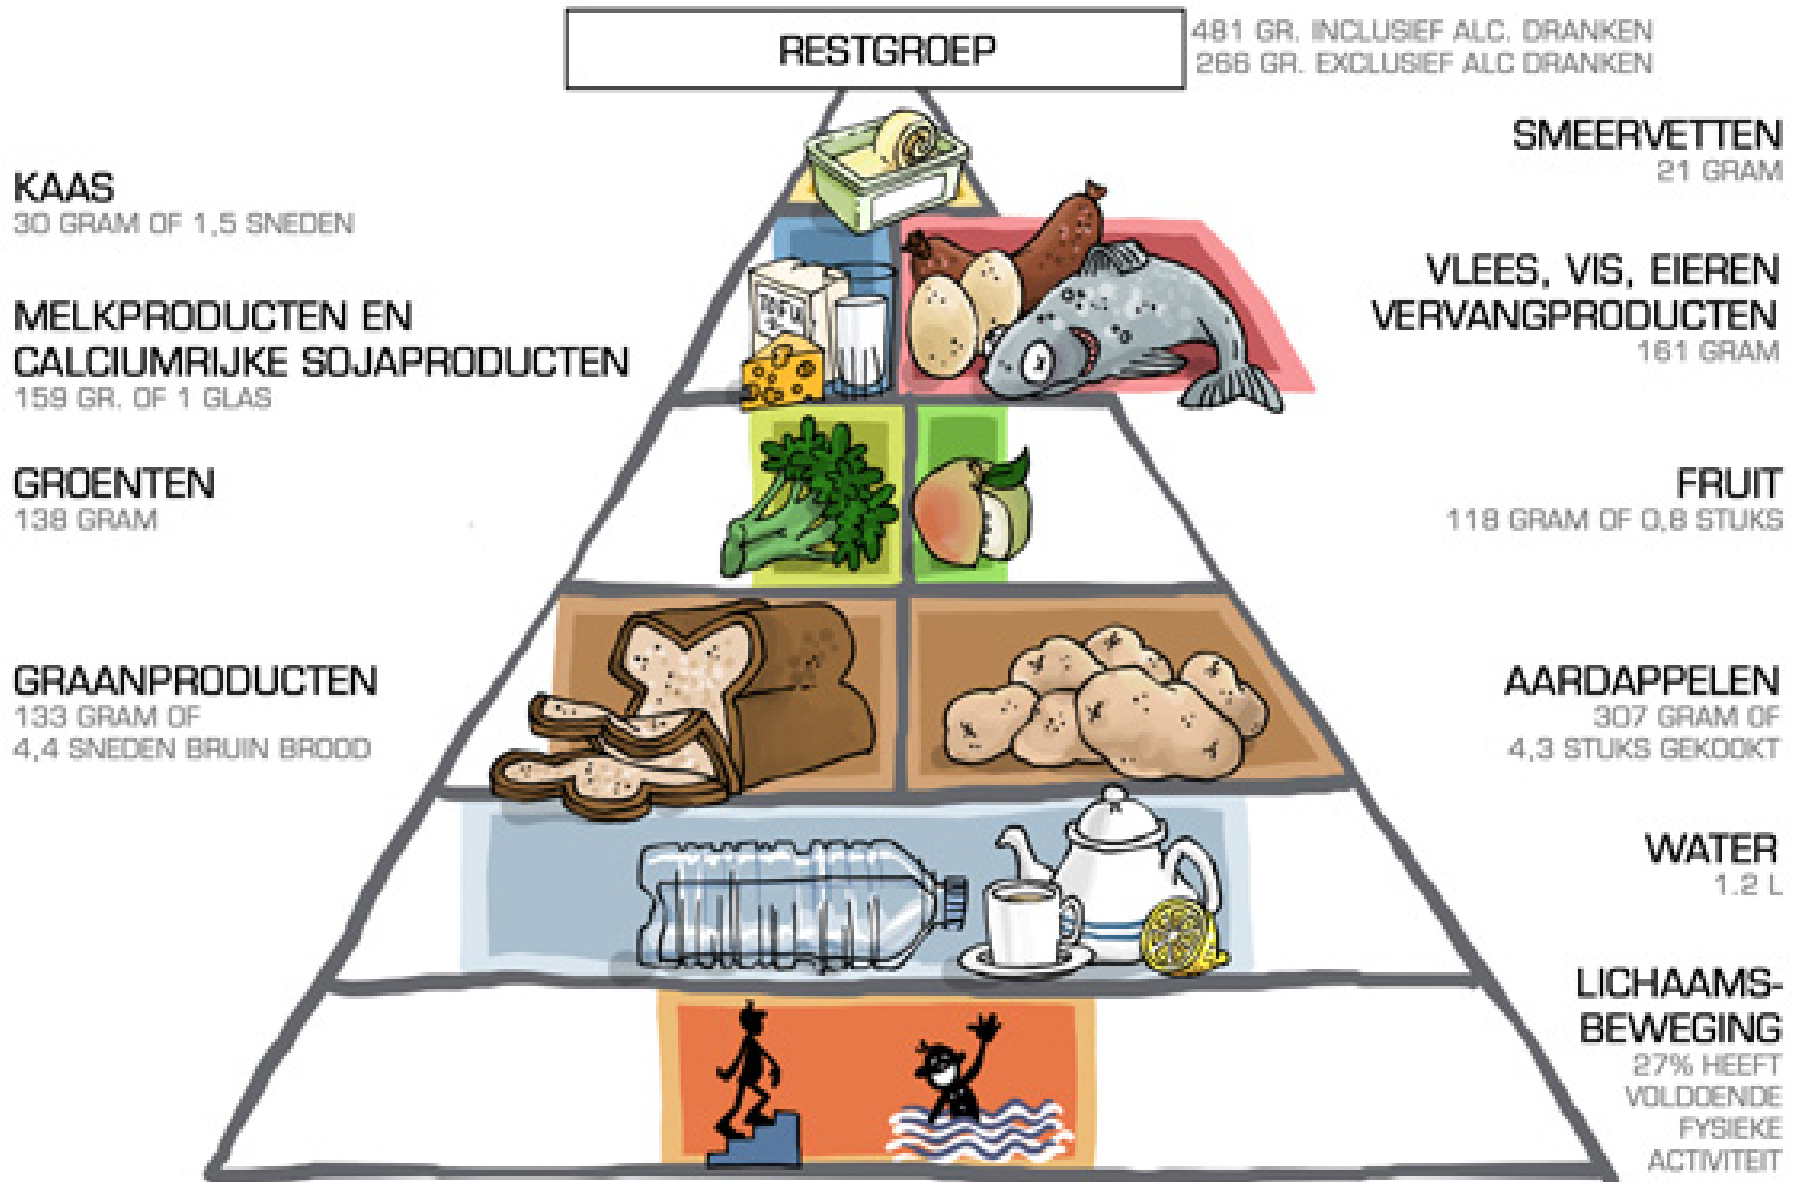 RESTGROEP
481 GR. INCLUSIEF ALC. DRANKEN
266 GR. EXCLUSIEF ALC DRANKEN
SMEERVETTEN
21 GRAM
KAAS
30 GRAM OF 1,5 SNEDEN
VLEES, VIS, EIEREN
VERVANGPRODUCTEN
161 GRAM
MELKPRODUCTEN EN
CALCIUMRIJKE SOJAPRODUCTEN
159 GR. OF 1 GLAS
GROENTEN
138 GRAM
FRUIT
118 GRAM OF 0,8 STUKS
GRAANPRODUCTEN
133 GRAM OF
4,4 SNEDEN BRUIN BROOD
AARDAPPELEN
307 GRAM OF
4,3 STUKS GEKOOKT
WATER
1.2 L
LICHAAMS-
BEWEGING
27% HEEFT
VOLDOENDE
FYSIEKE
ACTIVITEIT